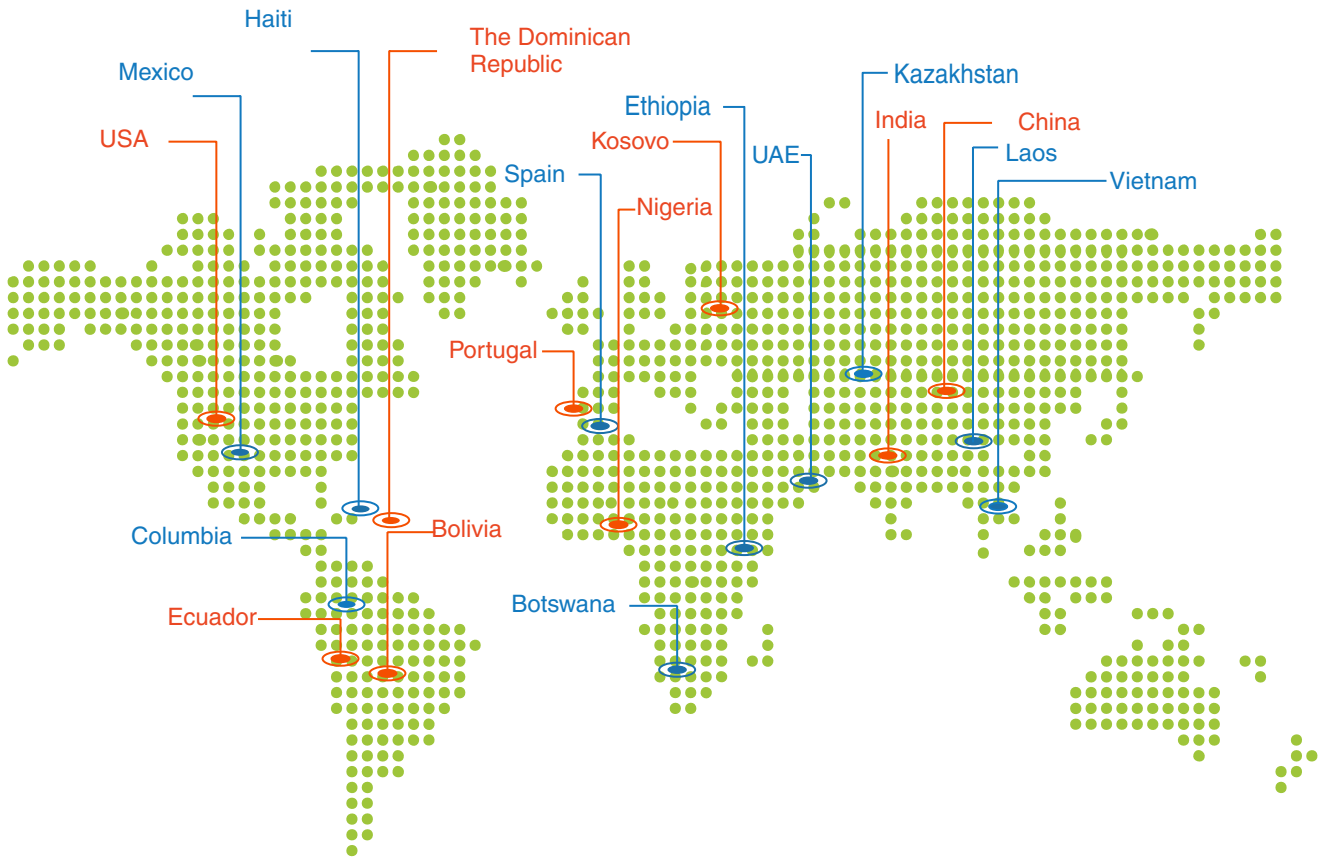 Haiti
The Dominican
Republic
Mexico
Kazakhstan
Ethiopia
USA
Kosovo
India
China
UAE
Laos
Spain
Vietnam
Nigeria
Portugal
Columbia
Bolivia
Ecuador
Botswana